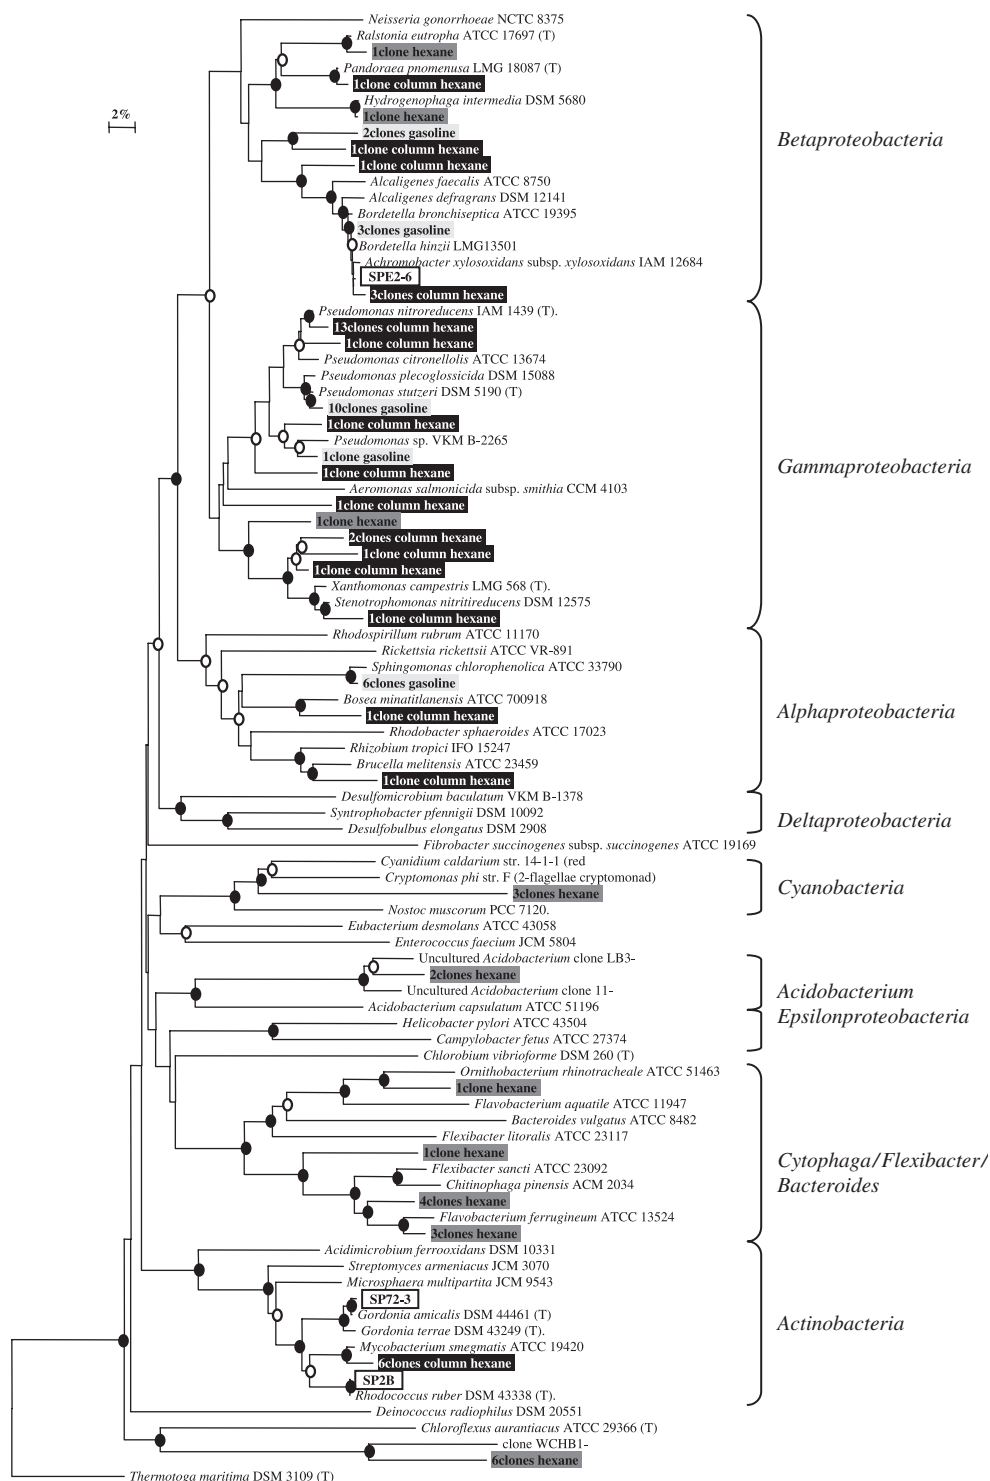 Neisseria gonorrhoeae NCTC 8375
Ralstonia eutropha ATCC 17697 (T)
1clone hexane
Pandoraea pnomenusa LMG 18087 (T)
1clone column hexane
Hydrogenophaga intermedia DSM 5680
1clone hexane
2%
2clones gasoline
Betaproteobacteria
1clone column hexane
1clone column hexane
Alcaligenes faecalis ATCC 8750
Alcaligenes defragrans DSM 12141
Bordetella bronchiseptica ATCC 19395
3clones gasoline
Bordetella hinzii LMG13501
Achromobacter xylosoxidans subsp. xylosoxidans IAM 12684
SPE2-6
3clones column hexane
Pseudomonas nitroreducens IAM 1439 (T).
13clones column hexane
1clone column hexane
Pseudomonas citronellolis ATCC 13674
Pseudomonas plecoglossicida DSM 15088
Pseudomonas stutzeri DSM 5190 (T)
10clones gasoline
1clone column hexane
Pseudomonas sp. VKM B-2265
1clone gasoline
Gammaproteobacteria
1clone column hexane
Aeromonas salmonicida subsp. smithia CCM 4103
1clone column hexane
1clone hexane
2clones column hexane
1clone column hexane
1clone column hexane
Xanthomonas campestris LMG 568 (T).
Stenotrophomonas nitritireducens DSM 12575
1clone column hexane
Rhodospirillum rubrum ATCC 11170
Rickettsia rickettsii ATCC VR-891
Sphingomonas chlorophenolica ATCC 33790
6clones gasoline
Bosea minatitlanensis ATCC 700918
1clone column hexane
Alphaproteobacteria
Rhodobacter sphaeroides ATCC 17023
Rhizobium tropici IFO 15247
Brucella melitensis ATCC 23459
1clone column hexane
Desulfomicrobium baculatum VKM B-1378
Syntrophobacter pfennigii DSM 10092
Deltaproteobacteria
Desulfobulbus elongatus DSM 2908
Fibrobacter succinogenes subsp. succinogenes ATCC 19169
Cyanidium caldarium str. 14-1-1 (red
Cryptomonas phi str. F (2-flagellae cryptomonad)
Cyanobacteria
3clones hexane
Nostoc muscorum PCC 7120.
Eubacterium desmolans ATCC 43058
Enterococcus faecium JCM 5804
Uncultured Acidobacterium clone LB3-
2clones hexane
Uncultured Acidobacterium clone 11-
Acidobacterium
Acidobacterium capsulatum ATCC 51196
Epsilonproteobacteria
Helicobacter pylori ATCC 43504
Campylobacter fetus ATCC 27374
Chlorobium vibrioforme DSM 260 (T)
Ornithobacterium rhinotracheale ATCC 51463
1clone hexane
Flavobacterium aquatile ATCC 11947
Bacteroides vulgatus ATCC 8482
Flexibacter litoralis ATCC 23117
1clone hexane
Cytophaga/Flexibacter/
Bacteroides
Flexibacter sancti ATCC 23092
Chitinophaga pinensis ACM 2034
4clones hexane
Flavobacterium ferrugineum ATCC 13524
3clones hexane
Acidimicrobium ferrooxidans DSM 10331
Streptomyces armeniacus JCM 3070
Microsphaera multipartita JCM 9543
SP72-3
Gordonia amicalis DSM 44461 (T)
Actinobacteria
Gordonia terrae DSM 43249 (T).
Mycobacterium smegmatis ATCC 19420
6clones column hexane
SP2B
Rhodococcus ruber DSM 43338 (T).
Deinococcus radiophilus DSM 20551
Chloroflexus aurantiacus ATCC 29366 (T)
clone WCHB1-
6clones hexane
Thermotoga maritima DSM 3109 (T)